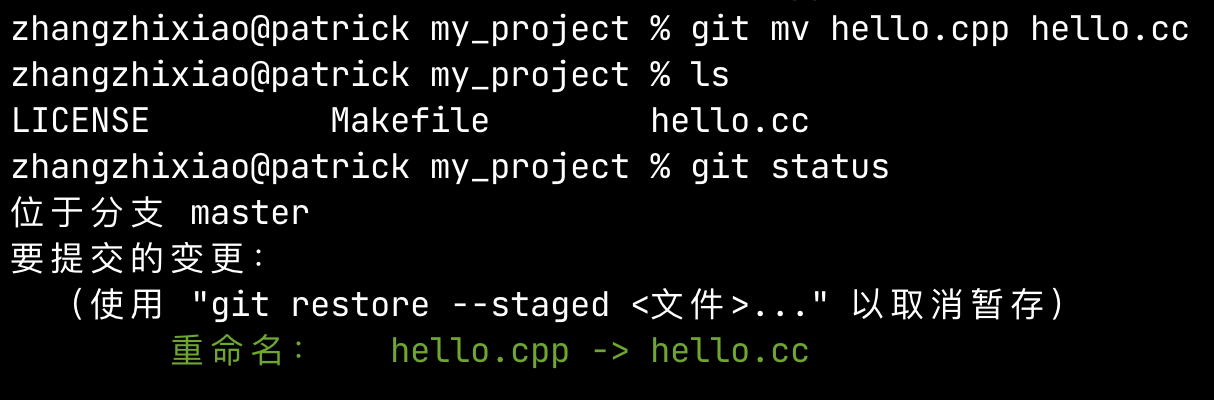 zhangzhixiao@patrick my_project % git mv hello.cpp hello.cc
zhangzhixiao@patrick my_project % ls
LICENSE         Makefile        hello.cc
zhangzhixiao@patrick my_project % git status
位于分支 master
要提交的变更：
  （使用 "git restore --staged <文件>..." 以取消暂存）
        重命名：   hello.cpp -> hello.cc